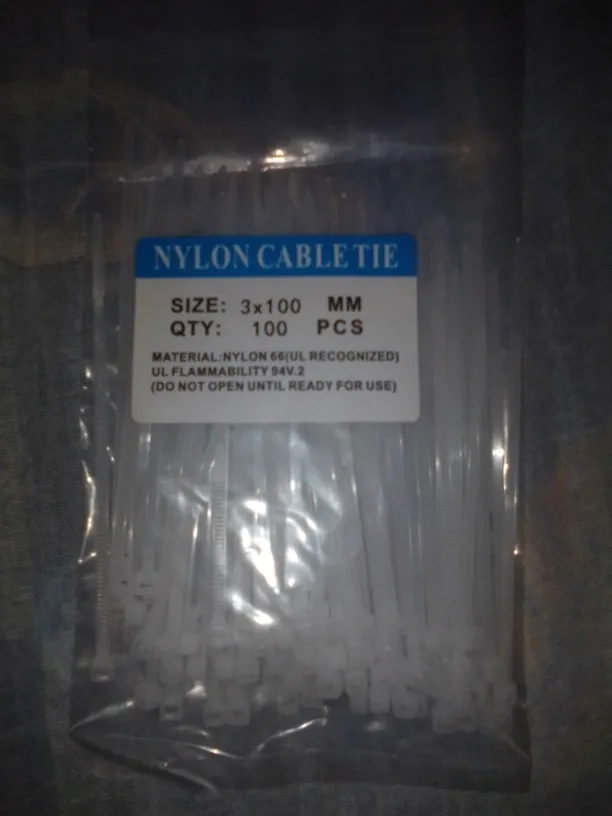 NYLON CABLE TIE
SIZE: 3x100 MM
QTY: 100 PCS
MATERIAL:NYLON 66(UL RECOGNIZED)
UL FLAMMABILITY 94V.2
(DO NOT OPEN UNTIL READY FOR USE)